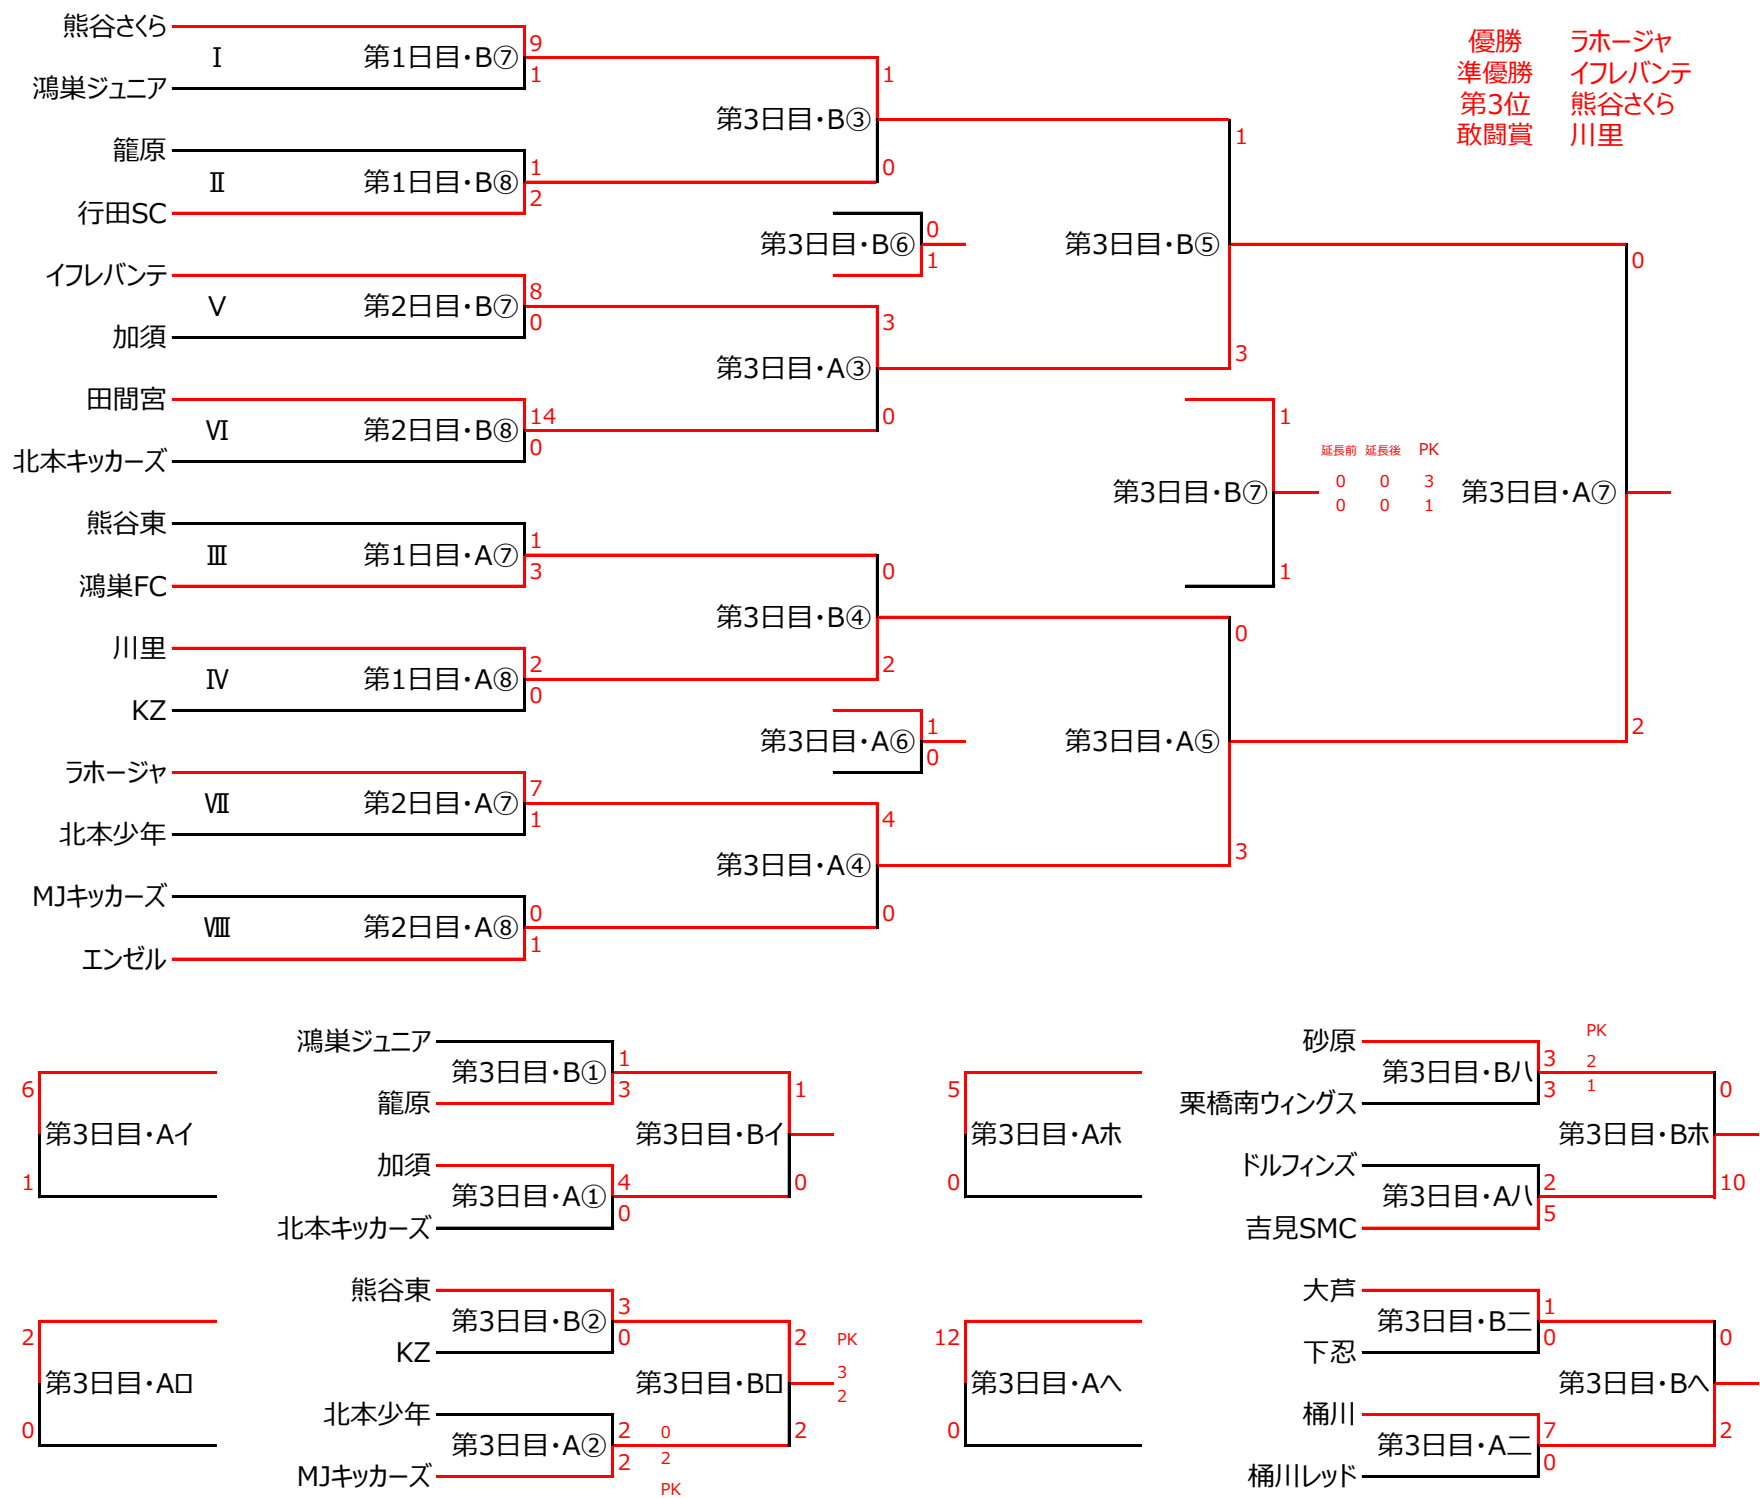 熊谷さくら
Ⅰ 第1日目・B⑦ 9
1
鴻巣ジュニア
籠原
Ⅱ 第1日目・B⑧ 1
2
行田SC
第3日目・B③ 1
0
イフレバンテ
Ⅴ 第2日目・B⑦ 8
0
加須
田間宮
Ⅵ 第2日目・B⑧ 14
0
北本キッカーズ
第3日目・A③ 3
0
第3日目・B⑥ 0
1
第3日目・B⑤ 1
3
熊谷東
Ⅲ 第1日目・A⑦ 1
3
鴻巣FC
川里
Ⅳ 第1日目・A⑧ 2
0
KZ
第3日目・B④ 0
2
ラホージャ
Ⅶ 第2日目・A⑦ 7
1
北本少年
MJキッカーズ
Ⅷ 第2日目・A⑧ 0
1
エンゼル
第3日目・A④ 4
0
第3日目・A⑥ 1
0
第3日目・A⑤ 0
3
第3日目・B⑦ 1
1
延長前 延長後 PK
0 0 3
0 0 1
第3日目・A⑦ 0
2
優勝 ラホージャ
準優勝 イフレバンテ
第3位 熊谷さくら
敢闘賞 川里
6
第3日目・Aイ
1
鴻巣ジュニア
第3日目・B① 1
3
籠原
加須
第3日目・A① 4
0
北本キッカーズ
第3日目・Bイ 1
0
2
第3日目・Aロ
0
熊谷東
第3日目・B② 3
0
KZ
北本少年
第3日目・A② 2 0
2 2
PK
MJキッカーズ
第3日目・Bロ 2
2
PK
3
2
5
第3日目・Aホ
0
砂原
第3日目・Bハ 3
3
PK
2
1
栗橋南ウィングス
ドルフィンズ
第3日目・Aハ 2
5
吉見SMC
第3日目・Bホ 0
10
12
第3日目・Aヘ
0
大芦
第3日目・Bニ 1
0
下忍
桶川
第3日目・Aニ 7
0
桶川レッド
第3日目・Bヘ 0
2